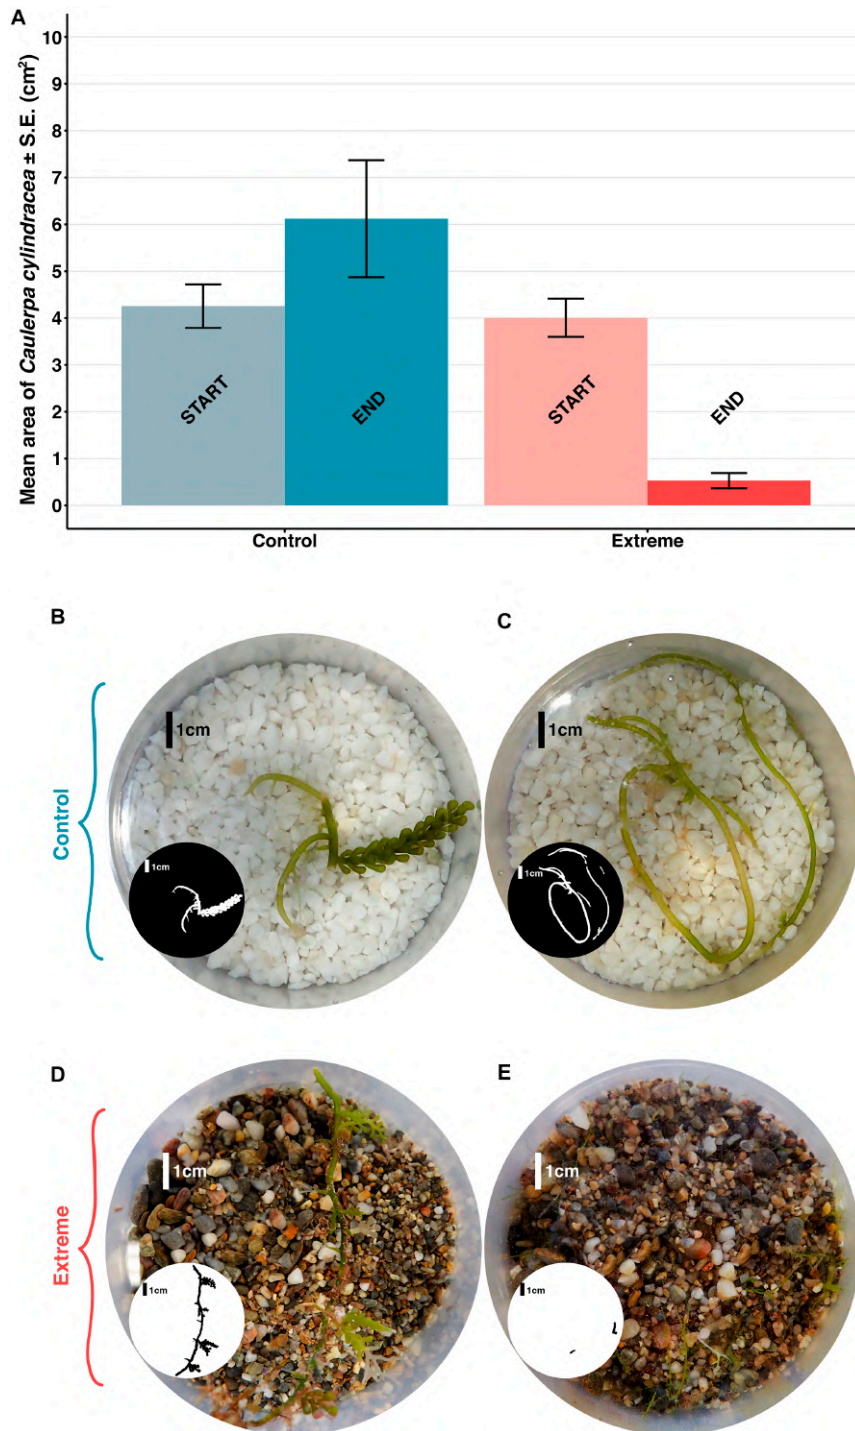 A
Mean area of Caulerpa cylindracea ± S.E. (cm²)
10
9
8
7
6
5
4
3
2
1
0
START
END
START
END
Control
Extreme
B
C
Control
1cm
1cm
1cm
1cm
D
E
Extreme
1cm
1cm
1cm
1cm